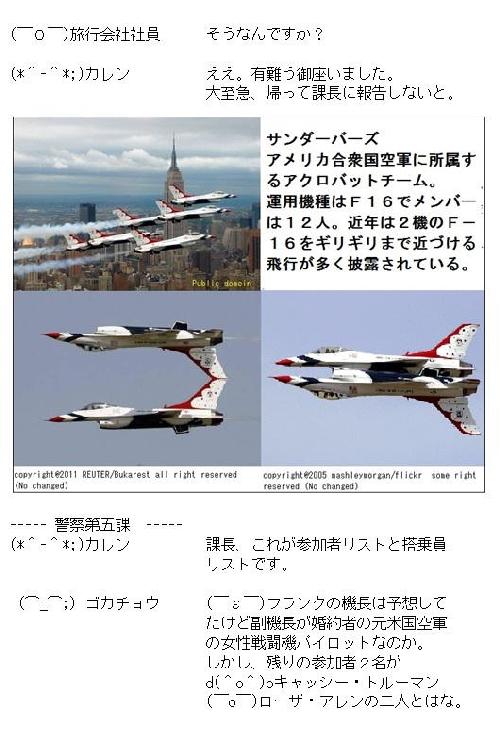 (￣○￣)旅行会社社員　そうなんですか？
(*＾-＾*;)カレン　ええ。有難う御座いました。
大至急、帰って課長に報告しないと。
サンダーバーズ
アメリカ合衆国空軍に所属す
るアクロバットチーム。
運用機種はＦ１６でメンバー
は１２人。近年は２機のＦ－
１６をギリギリまで近づける
飛行が多く披露されている。
Public domain
copyright©2011 REUTER/Bukarest all right reserved
(No changed)
copyright©2005 mashleymorgan/flickr some right
reserved (No changed)
----- 警察第五課 -----
(*＾-＾*;)カレン　課長、これが参加者リストと搭乗員
リストです。
(⌒_⌒;) ゴカチョウ　(￣ε￣)フランクの機長は予想して
たけど副機長が婚約者の元米国空軍
の女性戦闘機パイロットなのか。
しかし、残りの参加者２名が
d(＾o＾)bキャッシー・トルーマン
(￣o￣)ローザ・アレンの二人とはな。